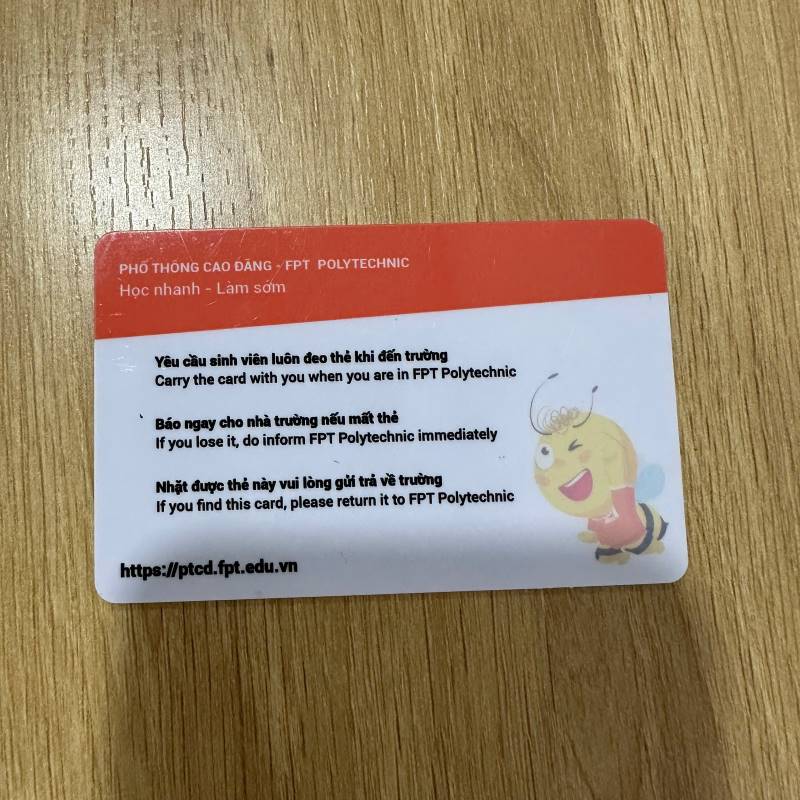 PHỔ THÔNG CAO ĐẲNG - FPT POLYTECHNIC
Học nhanh - Làm sớm
Yêu cầu sinh viên luôn đeo thẻ khi đến trường
Carry the card with you when you are in FPT Polytechnic
Báo ngay cho nhà trường nếu mất thẻ
If you lose it, do inform FPT Polytechnic immediately
Nhặt được thẻ này vui lòng gửi trả về trường
If you find this card, please return it to FPT Polytechnic
https://ptcd.fpt.edu.vn